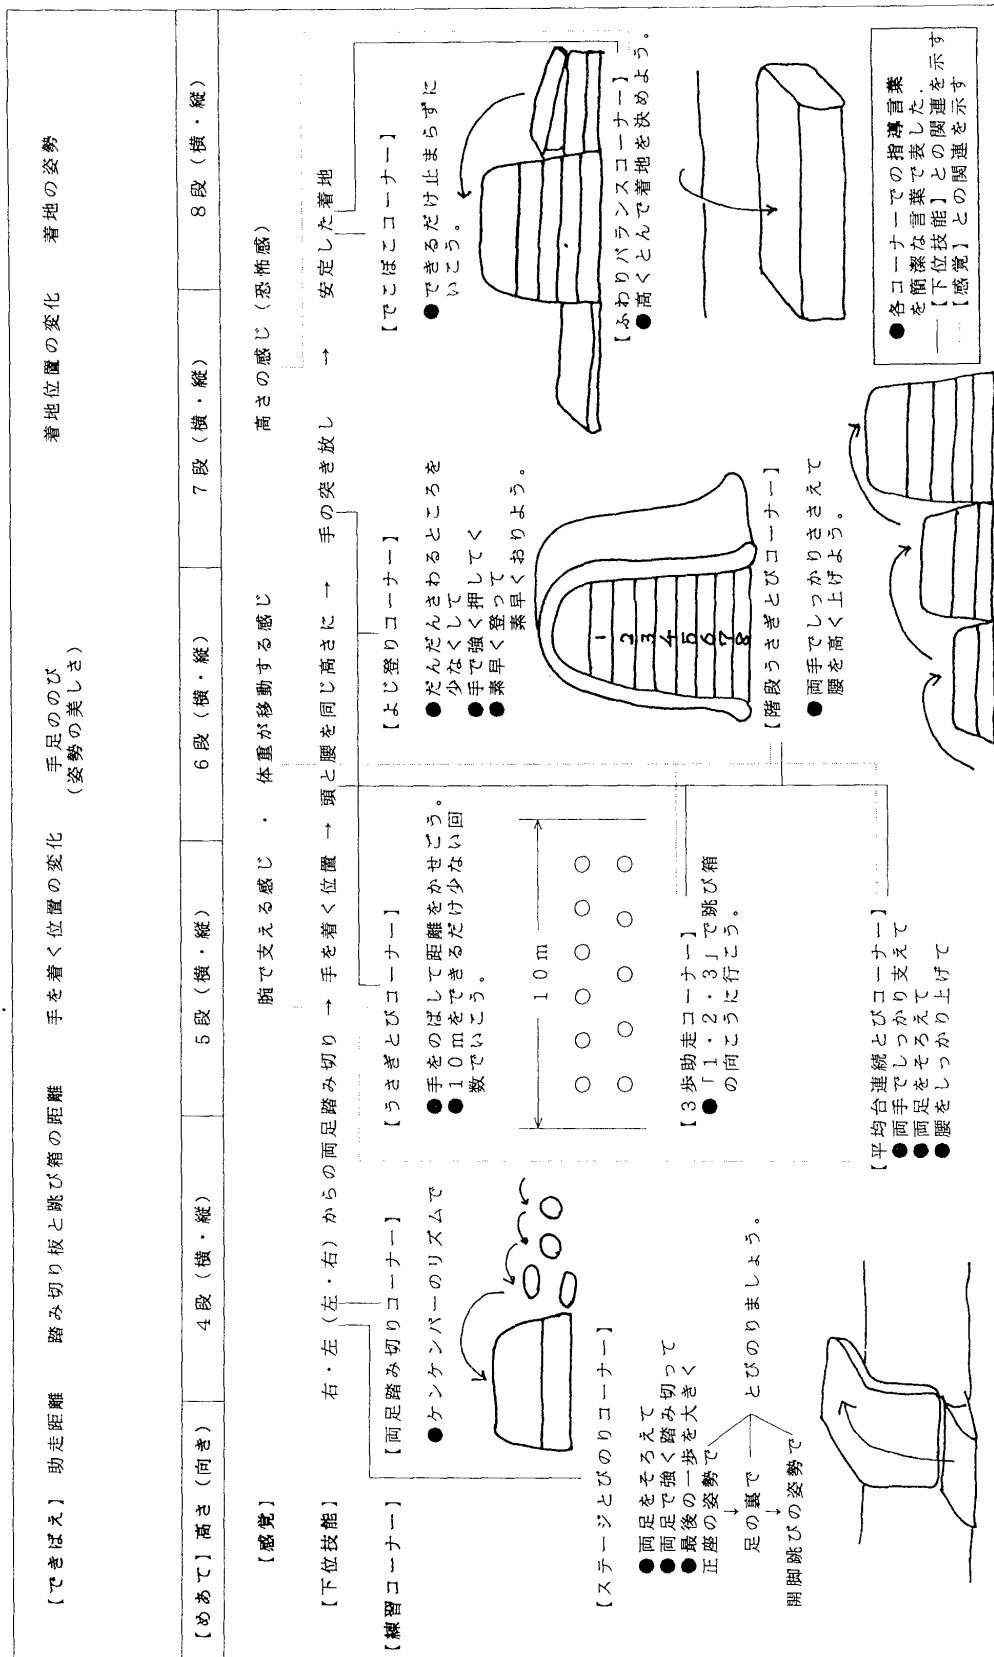 【できばえ】 助走距離 踏み切り板と跳び箱の距離 手を着く位置の変化 手足ののび 着地位置の変化 着地の姿勢
(姿勢の美しさ)
【めあて】高さ(向き) 4段(横・縦) 5段(横・縦) 6段(横・縦) 7段(横・縦) 8段(横・縦)
【感覚】 腕で支える感じ ・ 体重が移動する感じ 高さの感じ(恐怖感)
【下位技能】 右・左(左・右)からの両足踏み切り → 手を着く位置 → 頭と腰を同じ高さに → 手の突き放し → 安定した着地
【練習コーナー】
【両足踏み切りコーナー】
●ケンケンパーのリズムで
【ステージとびのりコーナー】
●両足をそろえて
●両足で強く踏み切って
●最後の一歩を大きく
正座の姿勢で
↓
足の裏で とびのりましょう。
↓
開脚跳びの姿勢で
【うさぎとびコーナー】
●手をのばして距離をかせごう。
●10mをできるだけ少ない回
数でいこう。
10m
【3歩助走コーナー】
●「1・2・3」で跳び箱
の向こうに行こう。
【平均台連続とびコーナー】
●両手でしっかり支えて
●両足をそろえて
●腰をしっかり上げて
【よじ登りコーナー】
●だんだんさわるところを
少なくして
●手で強く押してく
●素早く登って
素早くおりよう。
1
2
3
4
5
6
7
8
【階段うさぎとびコーナー】
●両手でしっかりささえて
腰を高く上げよう。
【でこぼこコーナー】
●できるだけ止まらずに
いこう。
【ふわりバランスコーナー】
●高くとんで着地を決めよう。
●各コーナーでの指導言葉
を簡潔な言葉で表した.
【下位技能】との関連を示す
【感覚】との関連を示す